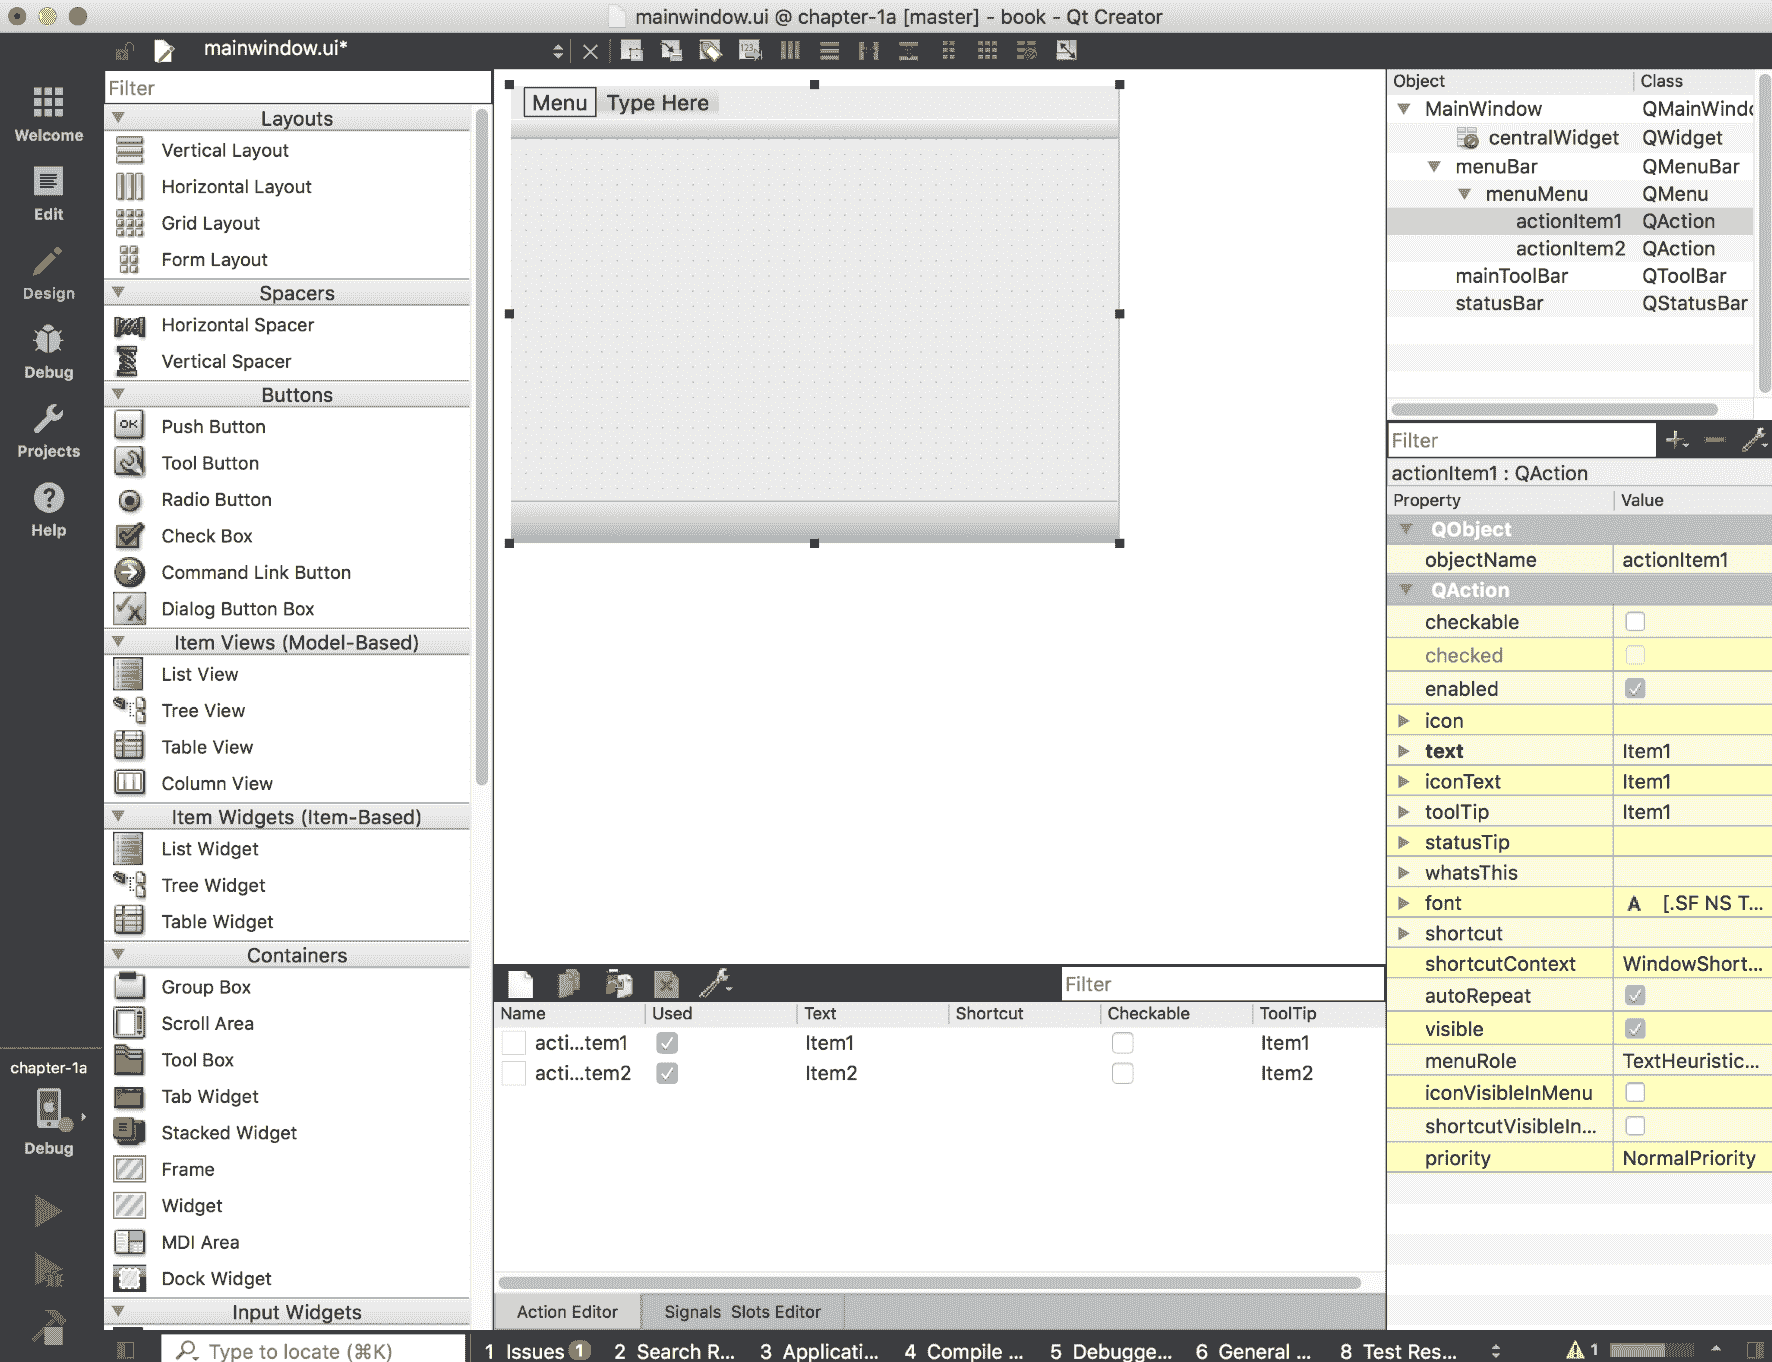 mainwindow.ui @ chapter-1a [master] - book - Qt Creator
mainwindow.ui*
Welcome
Edit
Design
Debug
Projects
Help
chapter-1a
Debug
Filter
Layouts
Vertical Layout
Horizontal Layout
Grid Layout
Form Layout
Spacers
Horizontal Spacer
Vertical Spacer
Buttons
Push Button
Tool Button
Radio Button
Check Box
Command Link Button
Dialog Button Box
Item Views (Model-Based)
List View
Tree View
Table View
Column View
Item Widgets (Item-Based)
List Widget
Tree Widget
Table Widget
Containers
Group Box
Scroll Area
Tool Box
Tab Widget
Stacked Widget
Frame
Widget
MDI Area
Dock Widget
Input Widgets
Menu Type Here
Filter
Name Used Text Shortcut Checkable ToolTip
acti...tem1 Item1 Item1
acti...tem2 Item2 Item2
Action Editor Signals Slots Editor
Object Class
MainWindow QMainWindo
centralWidget QWidget
menuBar QMenuBar
menuMenu QMenu
actionItem1 QAction
actionItem2 QAction
mainToolBar QToolBar
statusBar QStatusBar
Filter
actionItem1 : QAction
Property Value
QObject
objectName actionItem1
QAction
checkable
checked
enabled
icon
text Item1
iconText Item1
toolTip Item1
statusTip
whatsThis
font A [.SF NS T...
shortcut
shortcutContext WindowShort...
autoRepeat
visible
menuRole TextHeuristic...
iconVisibleInMenu
shortcutVisibleIn...
priority NormalPriority
Type to locate (⌘K) 1 Issues 1 2 Search R... 3 Applicati... 4 Compile ... 5 Debugge... 6 General ... 8 Test Res... 1